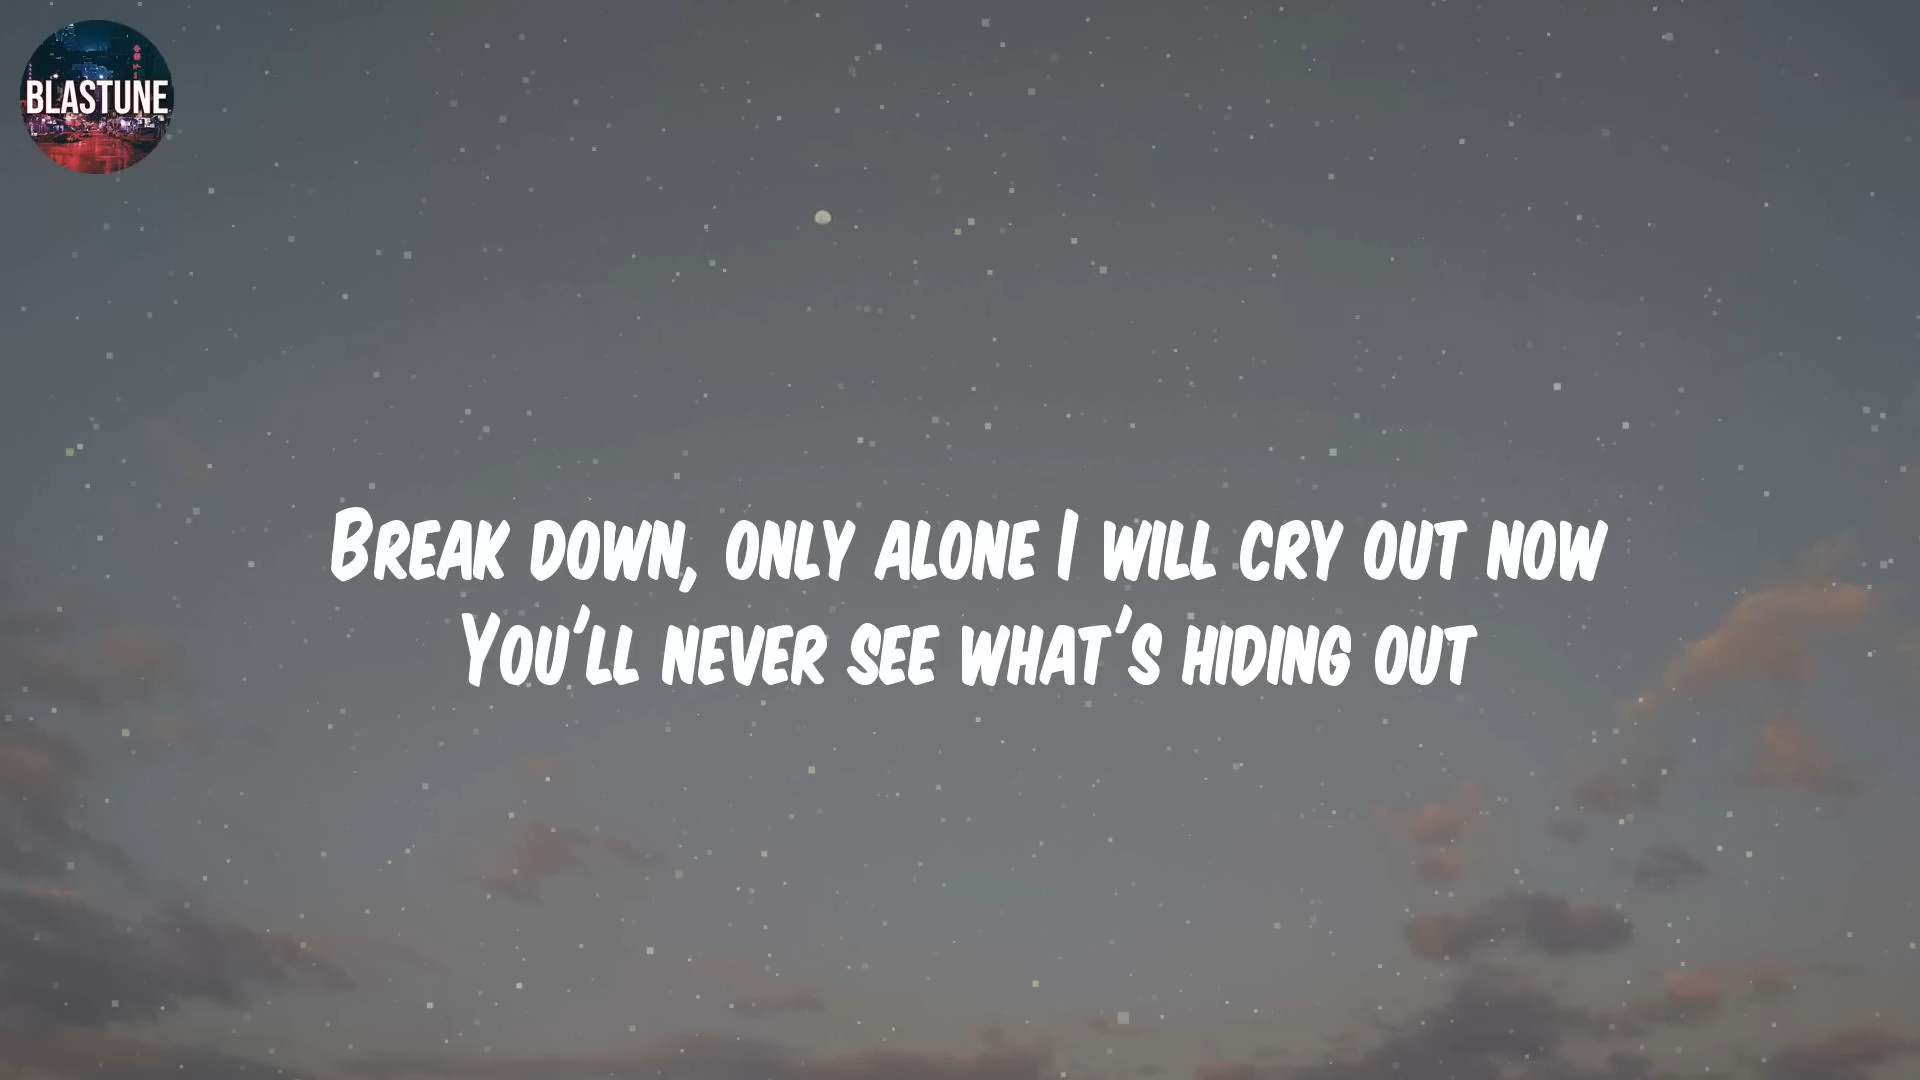 BLASTUNE
BREAK DOWN, ONLY ALONE I WILL CRY OUT NOW
YOU'LL NEVER SEE WHAT'S HIDING OUT